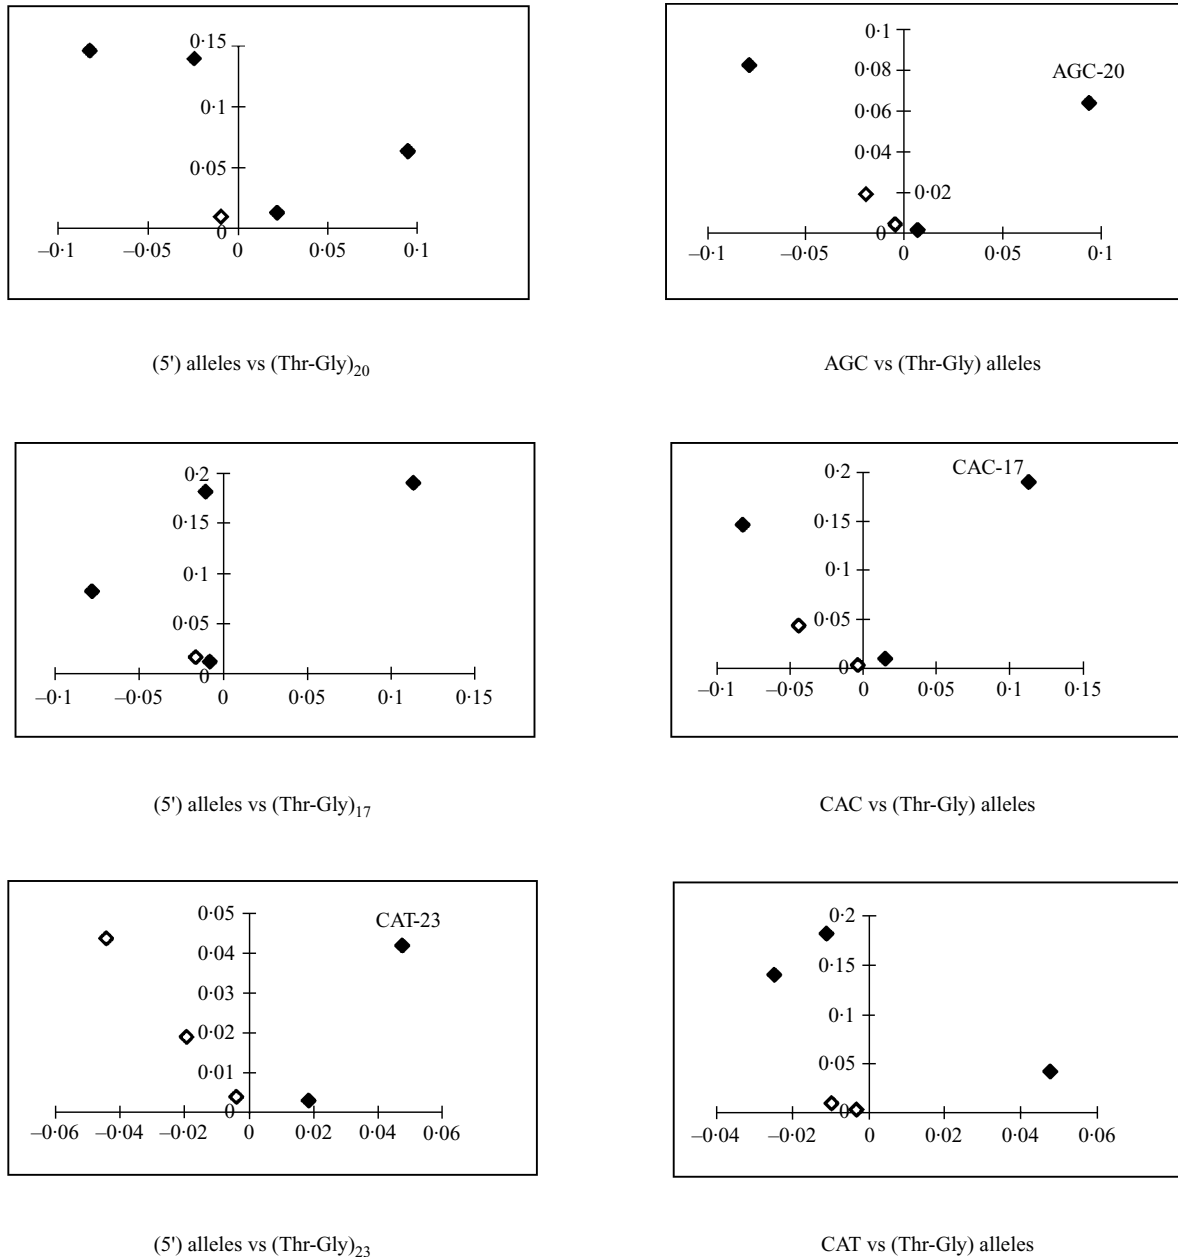 0·15
0·1
0·05
0
–0·1 –0·05 0 0·05 0·1
(5') alleles vs (Thr-Gly)20
0·1
AGC-20
0·08
0·06
0·04
0·02
0
–0·1 –0·05 0 0·05 0·1
AGC vs (Thr-Gly) alleles
0·2
0·15
0·1
0·05
0
–0·1 –0·05 0 0·05 0·1 0·15
(5') alleles vs (Thr-Gly)17
0·2
CAC-17
0·15
0·1
0·05
0
–0·1 –0·05 0 0·05 0·1 0·15
CAC vs (Thr-Gly) alleles
0·05
CAT-23
0·04
0·03
0·02
0·01
0
–0·06 –0·04 –0·02 0 0·02 0·04 0·06
(5') alleles vs (Thr-Gly)23
0·2
0·15
0·1
0·05
0
–0·04 –0·02 0 0·02 0·04 0·06
CAT vs (Thr-Gly) alleles